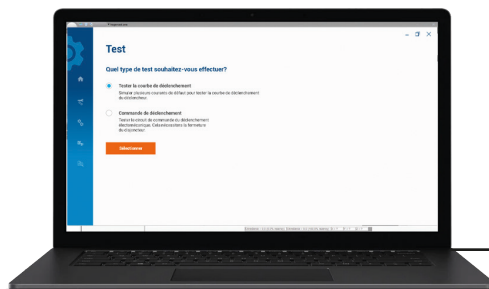 Test
Quel type de test souhaitez-vous effectuer?
Tester la courbe de déclenchement
Simuler plusieurs courants de défaut pour tester la courbe de déclenchement
du déclencheur
Commande de déclenchement
Tester le circuit de commande du déclenchement
électromécanique. Cela nécessitera la fermeture
du disjoncteur
Sélectionner